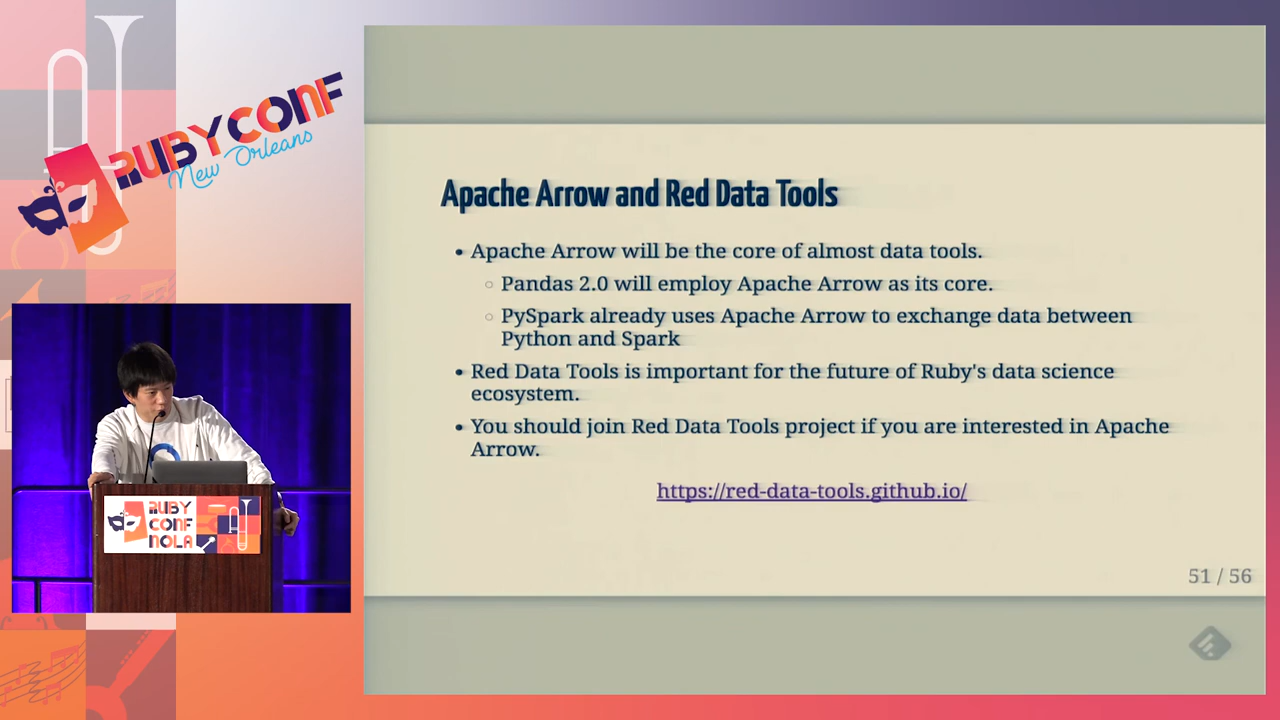 RUBYCONF
New Orleans
Apache Arrow and Red Data Tools
• Apache Arrow will be the core of almost data tools.
◦ Pandas 2.0 will employ Apache Arrow as its core.
◦ PySpark already uses Apache Arrow to exchange data between
Python and Spark
• Red Data Tools is important for the future of Ruby's data science
ecosystem.
• You should join Red Data Tools project if you are interested in Apache
Arrow.
https://red-data-tools.github.io/
51 / 56
RUBY
CONF
NOLA